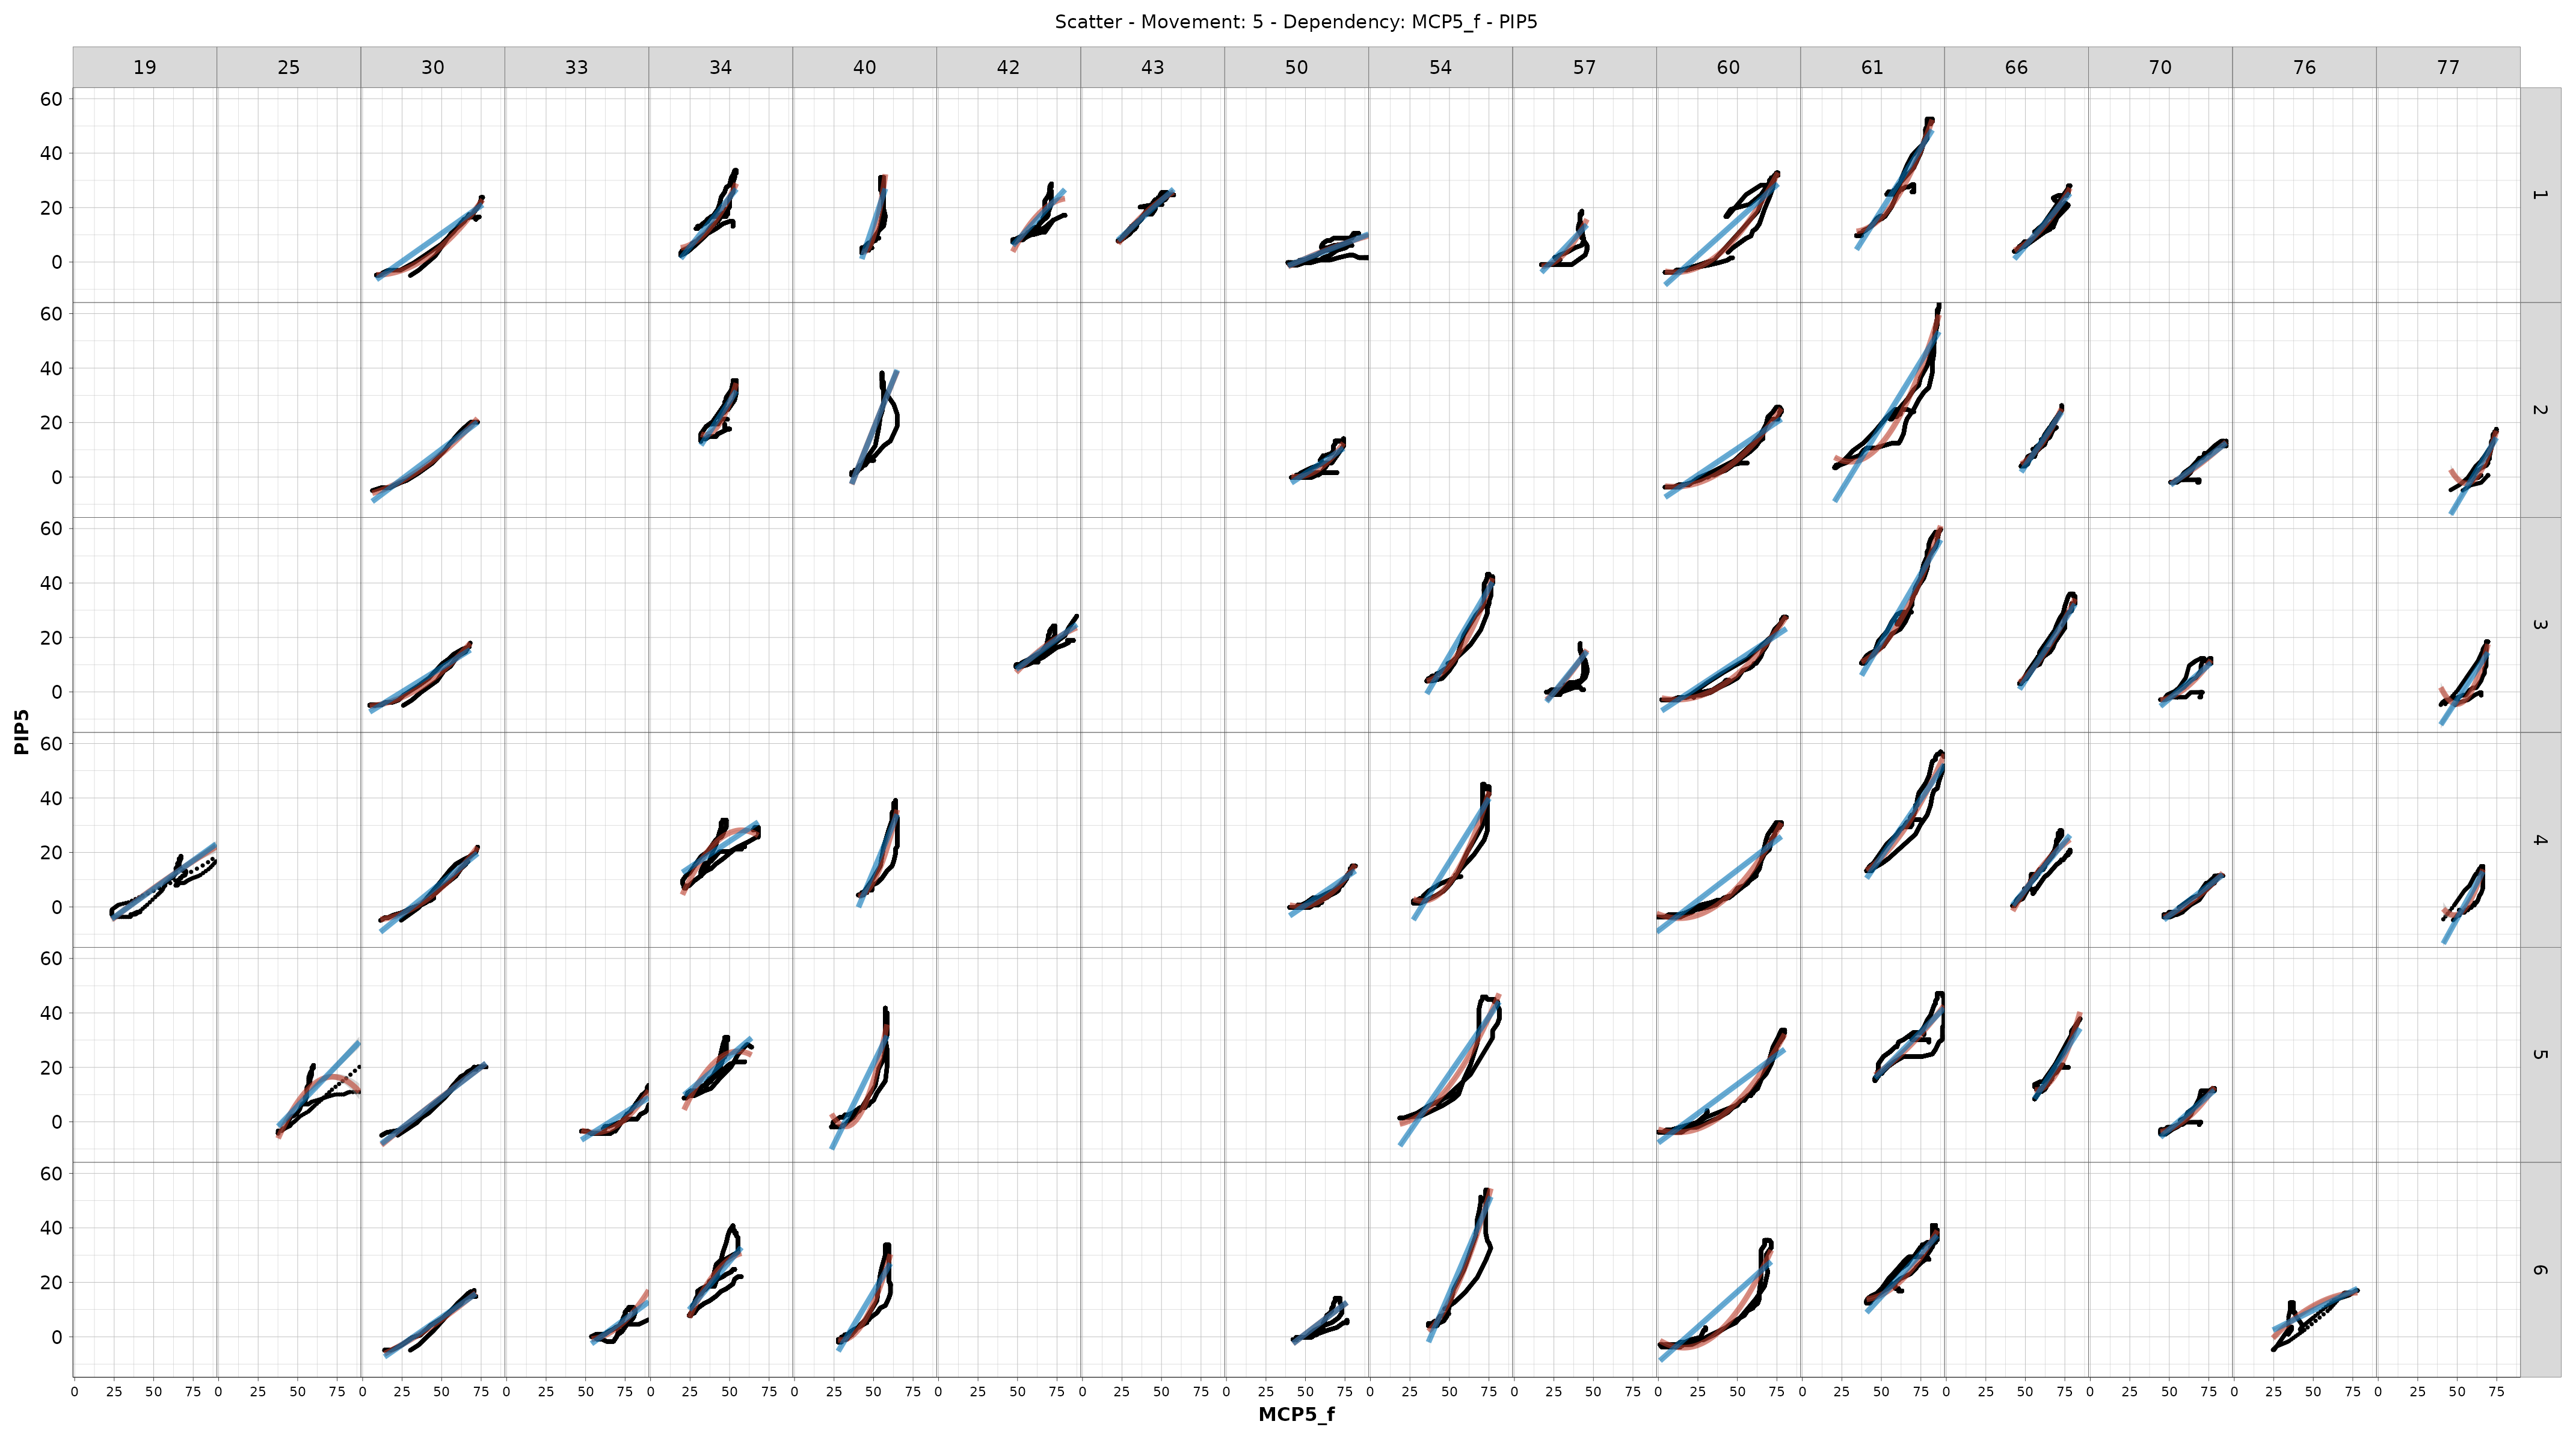 Scatter - Movement: 5 - Dependency: MCP5_f - PIP5
19 25 30 33 34 40 42 43 50 54 57 60 61 66 70 76 77
60 40 20 0 1
60 40 20 0 2
60 40 20 0 3
60 40 20 0 4
60 40 20 0 5
60 40 20 0 6
PIP5
0 25 50 75 0 25 50 75 0 25 50 75 0 25 50 75 0 25 50 75 0 25 50 75 0 25 50 75 0 25 50 75 0 25 50 75 0 25 50 75 0 25 50 75 0 25 50 75 0 25 50 75 0 25 50 75 0 25 50 75 0 25 50 75 0 25 50 75
MCP5_f